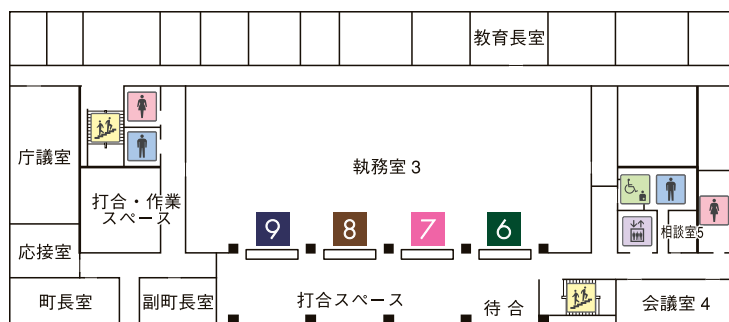 教育長室
庁議室
執務室 3
打合・作業
スペース
9
8
7
6
相談室5
応接室
町長室
副町長室
打合スペース
待 合
会議室 4